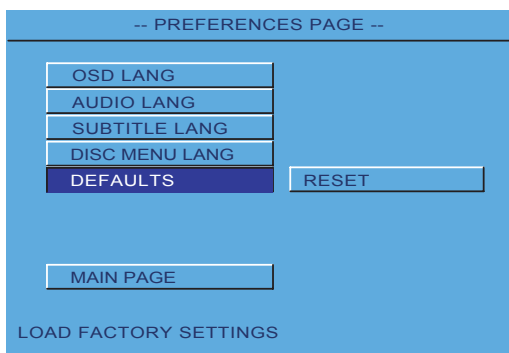 -- PREFERENCES PAGE --
OSD LANG
AUDIO LANG
SUBTITLE LANG
DISC MENU LANG
DEFAULTS RESET
MAIN PAGE
LOAD FACTORY SETTINGS